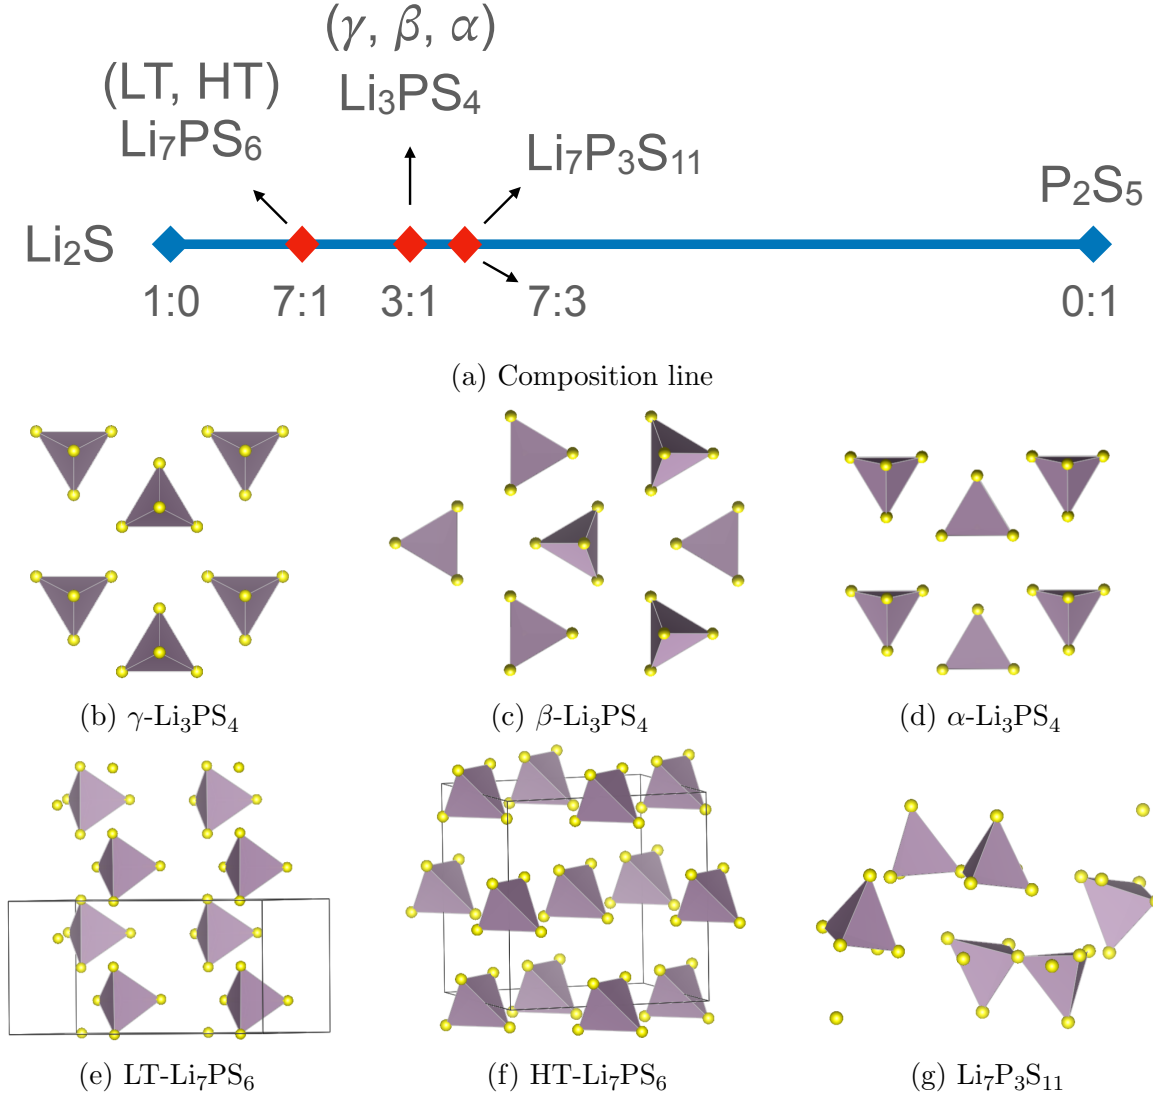 (γ, β, α)
(LT, HT)
Li₃PS₄
Li₇PS₆
Li₇P₃S₁₁
P₂S₅
Li₂S
1:0 7:1 3:1 7:3 0:1
(a) Composition line
(b) γ-Li₃PS₄
(c) β-Li₃PS₄
(d) α-Li₃PS₄
(e) LT-Li₇PS₆
(f) HT-Li₇PS₆
(g) Li₇P₃S₁₁